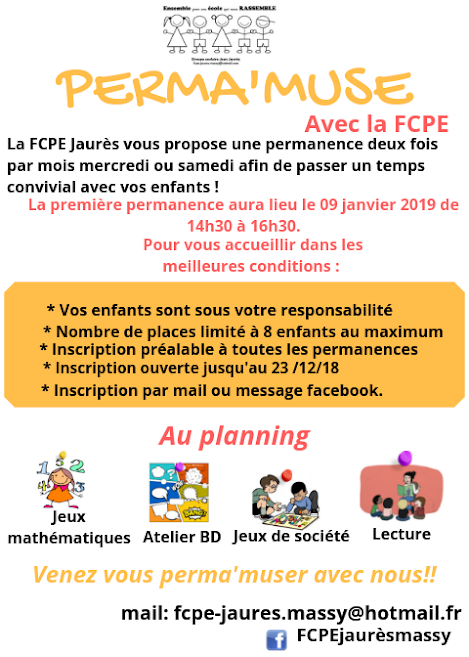 Ensemble pour une école qui nous RASSEMBLE
PERMA'MUSE
Avec la FCPE
La FCPE Jaurès vous propose une permanence deux fois
par mois mercredi ou samedi afin de passer un temps
convivial avec vos enfants !
La première permanence aura lieu le 09 janvier 2019 de
14h30 à 16h30.
Pour vous accueillir dans les
meilleures conditions :
* Vos enfants sont sous votre responsabilité
* Nombre de places limité à 8 enfants au maximum
* Inscription préalable à toutes les permanences
* Inscription ouverte jusqu'au 23 /12/18
* Inscription par mail ou message facebook.
Au planning
1 2 3 4
Jeux
mathématiques
Atelier BD
Jeux de société
Lecture
Venez vous perma'muser avec nous!!
mail: fcpe-jaures.massy@hotmail.fr
FCPEjaurèsmassy